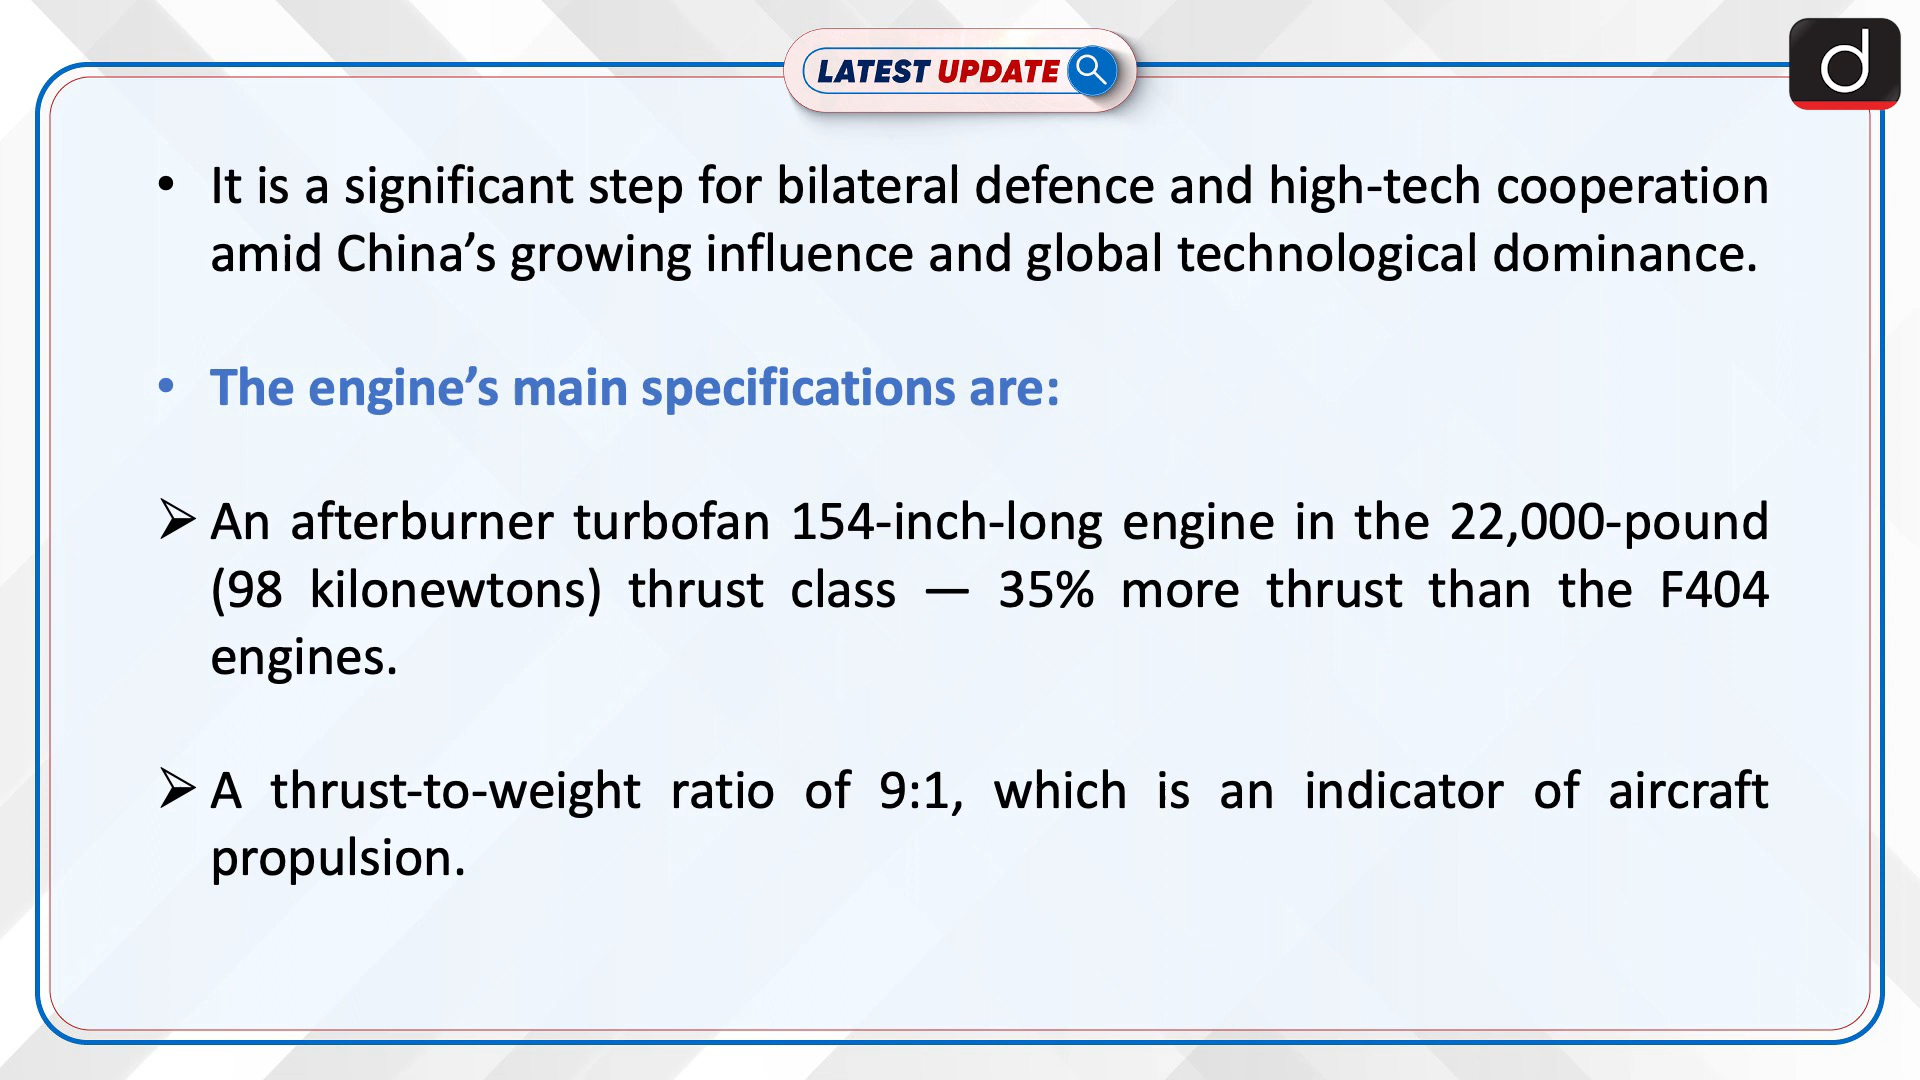 LATEST UPDATE
d
• It is a significant step for bilateral defence and high-tech cooperation
amid China’s growing influence and global technological dominance.
• The engine’s main specifications are:
➢ An afterburner turbofan 154-inch-long engine in the 22,000-pound
(98 kilonewtons) thrust class — 35% more thrust than the F404
engines.
➢ A thrust-to-weight ratio of 9:1, which is an indicator of aircraft
propulsion.